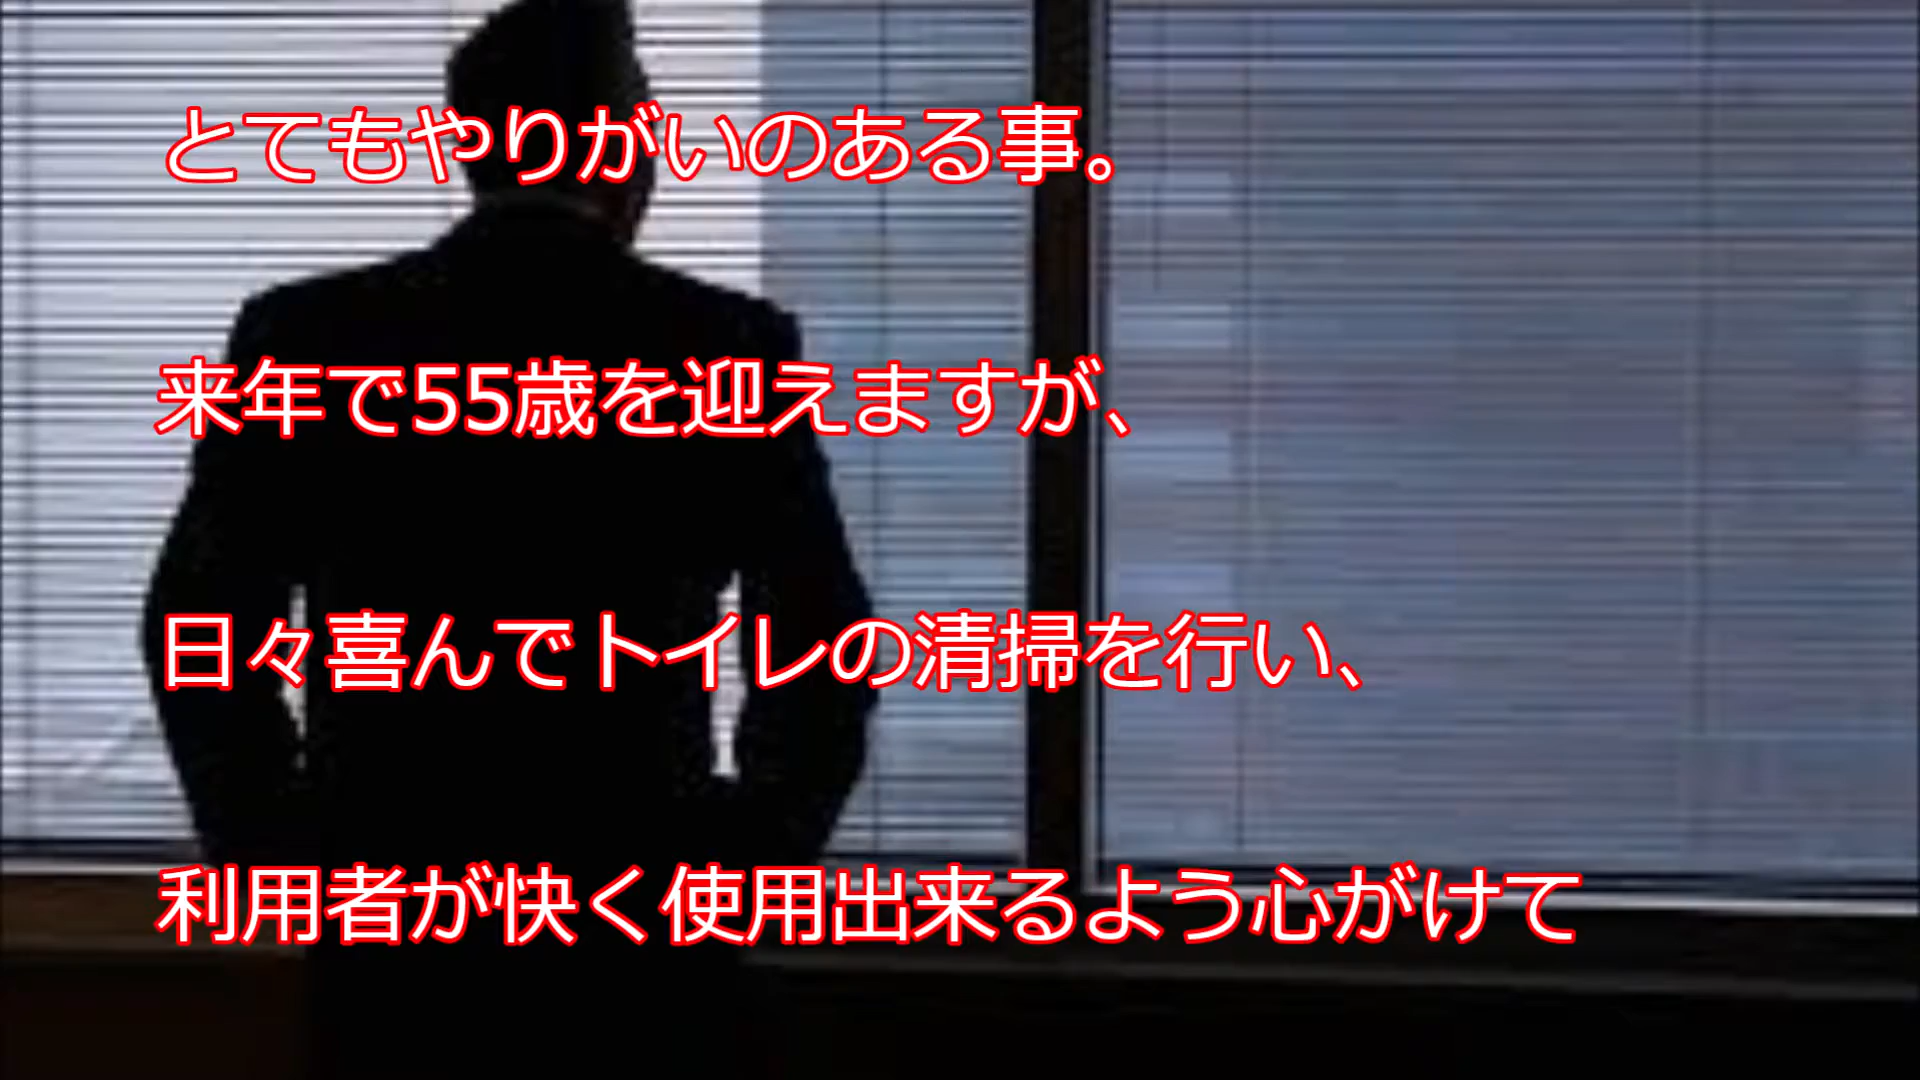 とてもやりがいのある事。
来年で55歳を迎えますが、
日々喜んでトイレの清掃を行い、
利用者が快く使用出来るよう心がけて